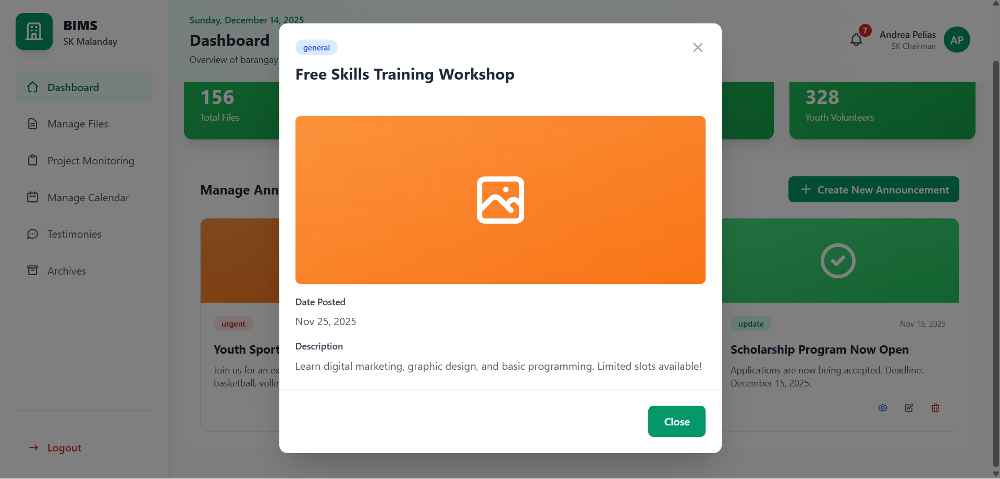 BIMS
SK Malanday
Dashboard
Manage Files
Project Monitoring
Manage Calendar
Testimonies
Archives
Logout
Sunday, December 14, 2025
Dashboard
Overview of barangay
7
Andrea Pelias
SK Chairman
AP
156
Total Files
328
Youth Volunteers
Manage Ann
Create New Announcement
urgent
Youth Sport
Join us for an ex
basketball, volley
update
Nov 15, 2025
Scholarship Program Now Open
Applications are now being accepted. Deadline:
December 15, 2025.
general
Free Skills Training Workshop
Date Posted
Nov 25, 2025
Description
Learn digital marketing, graphic design, and basic programming. Limited slots available!
Close